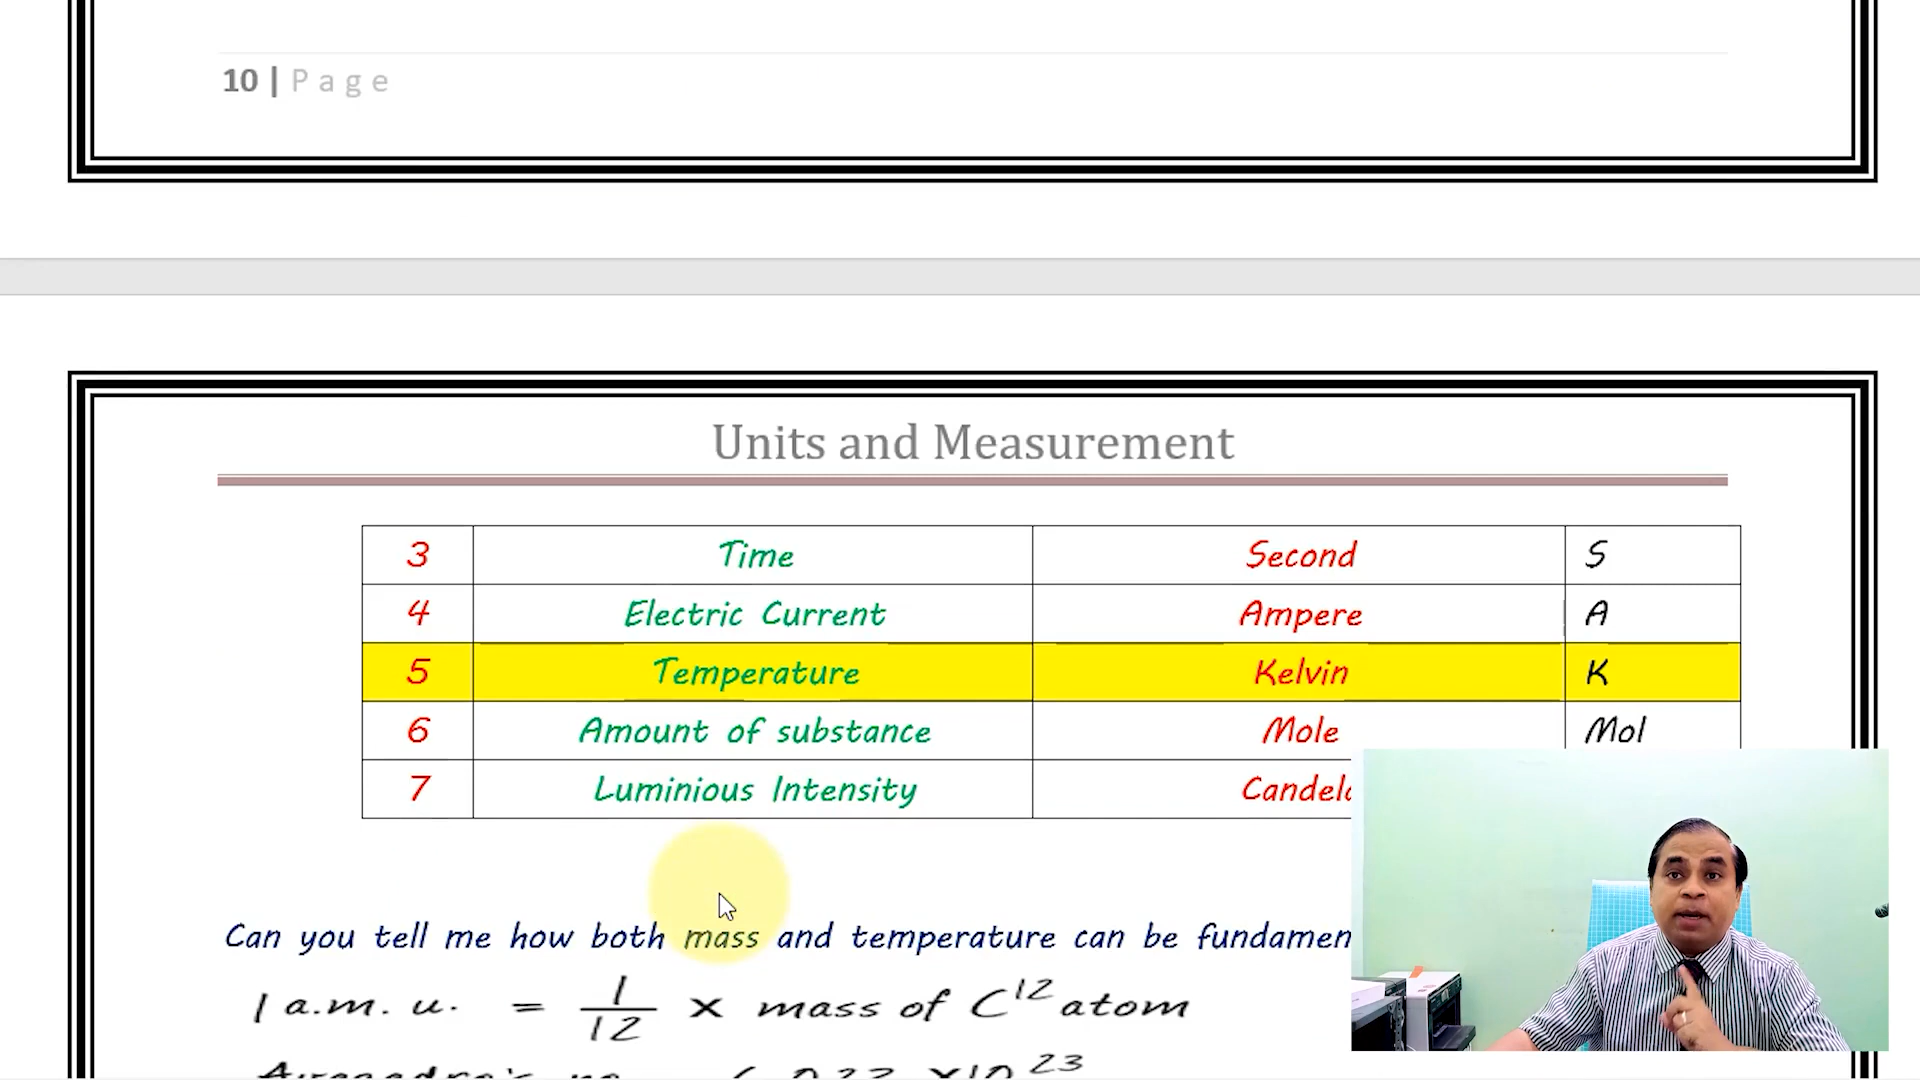 10 | Page
Units and Measurement
3 Time Second S
4 Electric Current Ampere A
5 Temperature Kelvin K
6 Amount of substance Mole Mol
7 Luminious Intensity
Can you tell me how both mass and temperature can be
1 a.m.u. = 1/12 x mass of C¹² atom